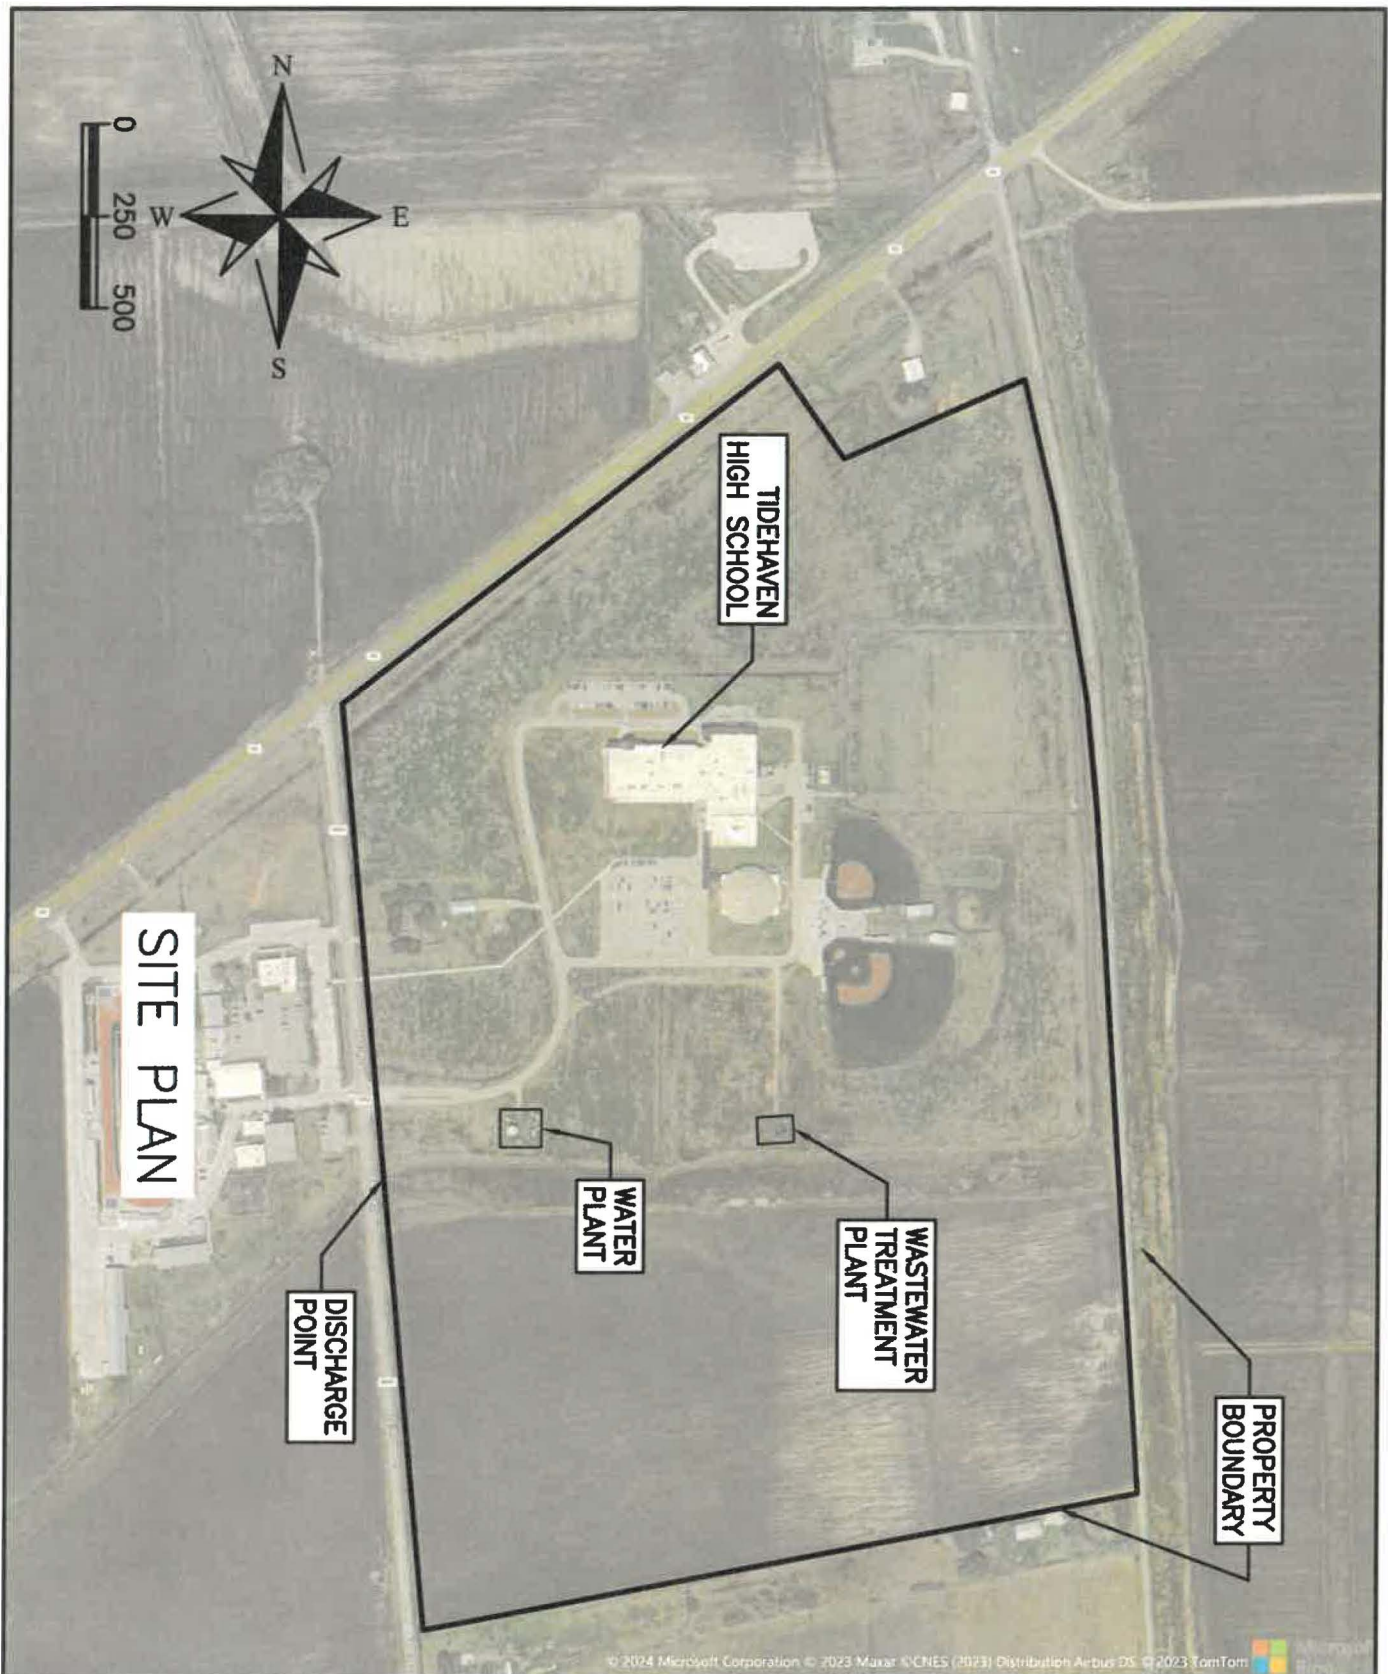 N
E
W
S
0
250
500
TIDEHAVEN
HIGH SCHOOL
WASTEWATER
TREATMENT
PLANT
WATER
PLANT
DISCHARGE
POINT
PROPERTY
BOUNDARY
SITE PLAN
© 2024 Microsoft Corporation © 2023 Maxar ©CNES (2023) Distribution Airbus DS © 2023 TomTom
Microsoft